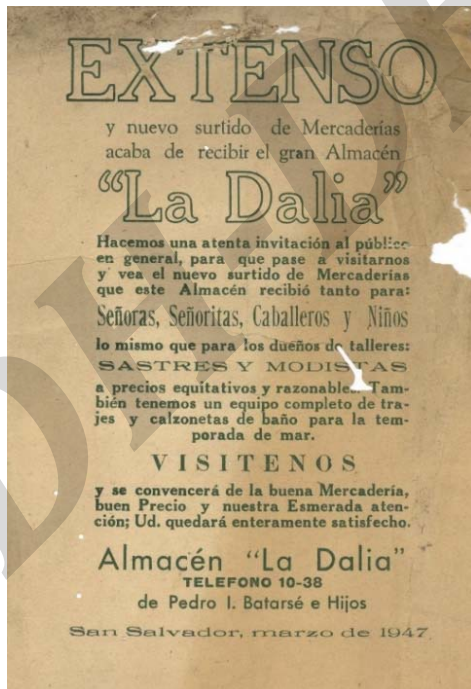 EXTENSO
y nuevo surtido de Mercaderías
acaba de recibir el gran Almacén
“La Dalia”
Hacemos una atenta invitación al público
en general, para que pase a visitarnos
y vea el nuevo surtido de Mercaderías
que este Almacén recibió tanto para:
Señoras, Señoritas, Caballeros y Niños
lo mismo que para los dueños de talleres:
SASTRES Y MODISTAS
a precios equitativos y razonables. Tam-
bién tenemos un equipo completo de tra-
jes y calzonetas de baño para la tem-
porada de mar.
VISITENOS
y se convencerá de la buena Mercadería,
buen Precio y nuestra Esmerada aten-
ción; Ud. quedará enteramente satisfecho.
Almacén “La Dalia”
TELEFONO 10-38
de Pedro I. Batarsé e Hijos
San Salvador, marzo de 1947